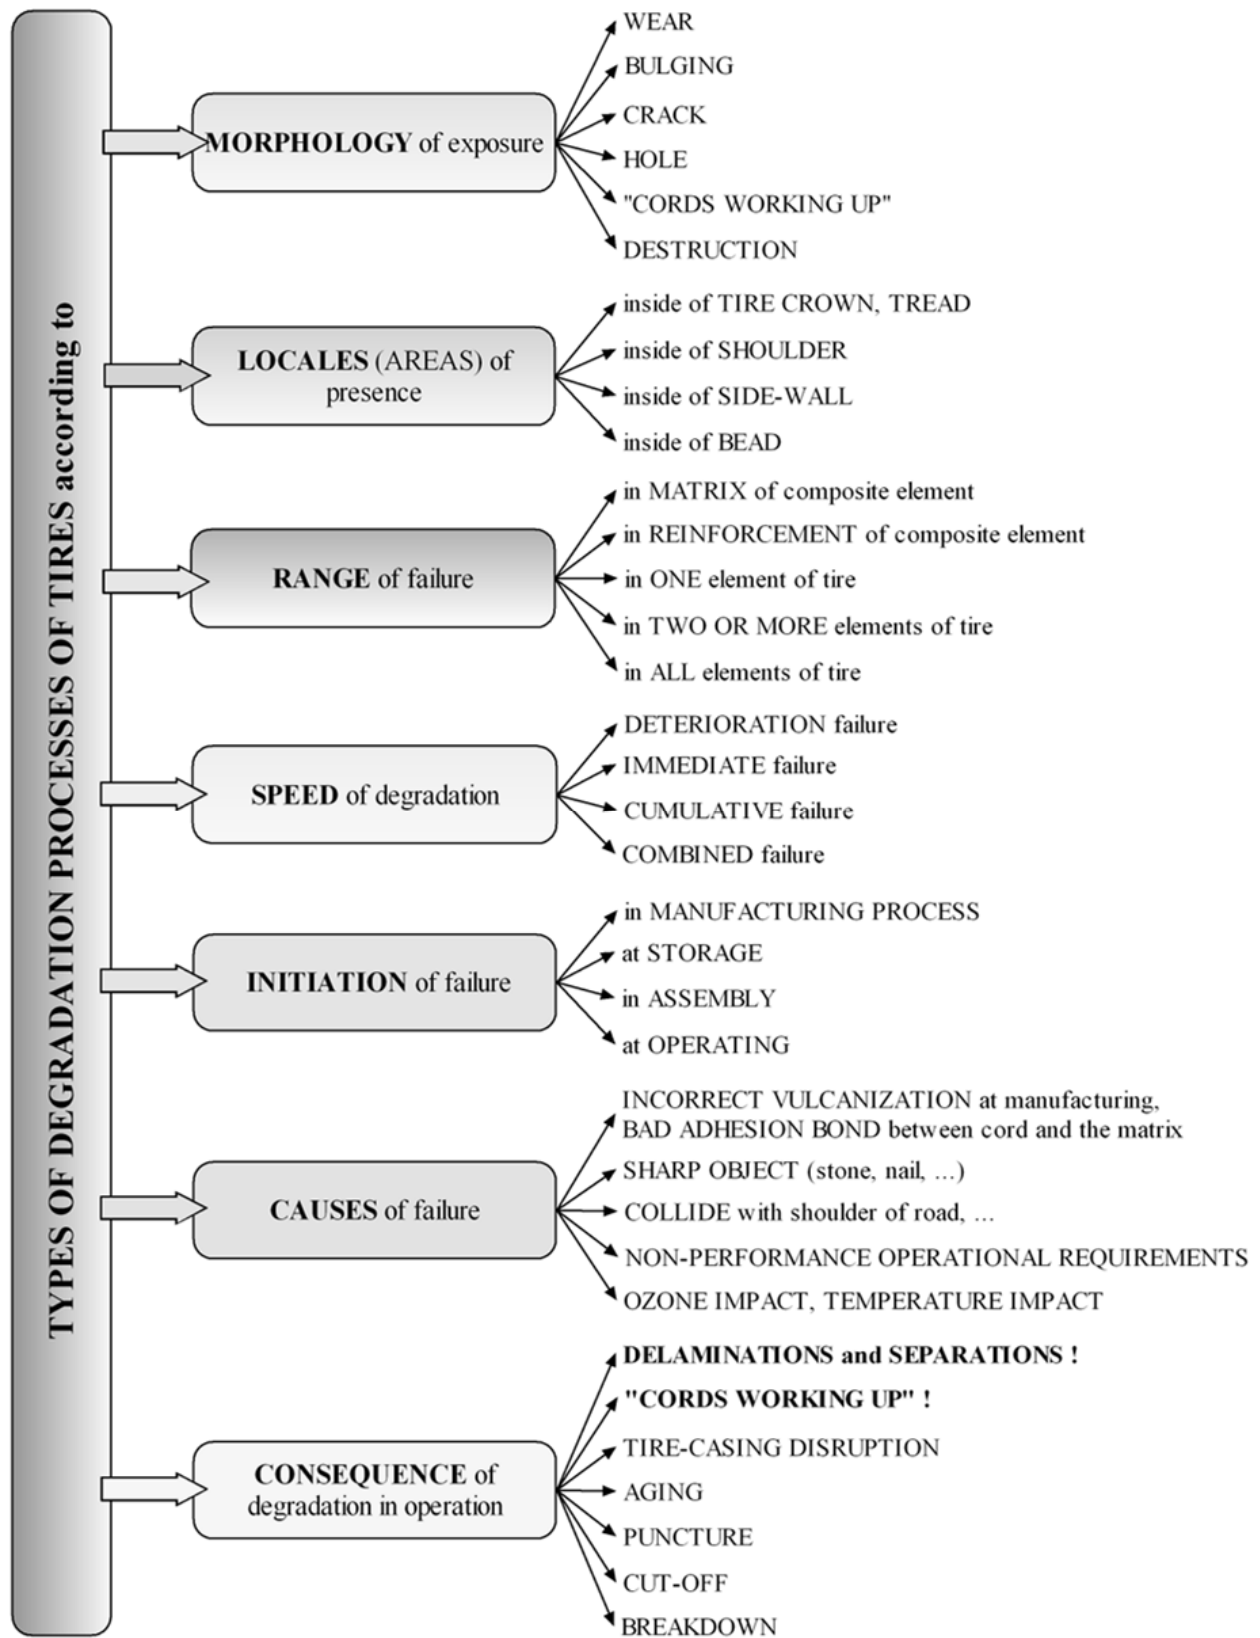 TYPES OF DEGRADATION PROCESSES OF TIRES according to
MORPHOLOGY of exposure
WEAR
BULGING
CRACK
HOLE
"CORDS WORKING UP"
DESTRUCTION
LOCALES (AREAS) of
presence
inside of TIRE CROWN, TREAD
inside of SHOULDER
inside of SIDE-WALL
inside of BEAD
RANGE of failure
in MATRIX of composite element
in REINFORCEMENT of composite element
in ONE element of tire
in TWO OR MORE elements of tire
in ALL elements of tire
SPEED of degradation
DETERIORATION failure
IMMEDIATE failure
CUMULATIVE failure
COMBINED failure
INITIATION of failure
in MANUFACTURING PROCESS
at STORAGE
in ASSEMBLY
at OPERATING
CAUSES of failure
INCORRECT VULCANIZATION at manufacturing,
BAD ADHESION BOND between cord and the matrix
SHARP OBJECT (stone, nail, ...)
COLLIDE with shoulder of road, ...
NON-PERFORMANCE OPERATIONAL REQUIREMENTS
OZONE IMPACT, TEMPERATURE IMPACT
CONSEQUENCE of
degradation in operation
DELAMINATIONS and SEPARATIONS !
"CORDS WORKING UP" !
TIRE-CASING DISRUPTION
AGING
PUNCTURE
CUT-OFF
BREAKDOWN